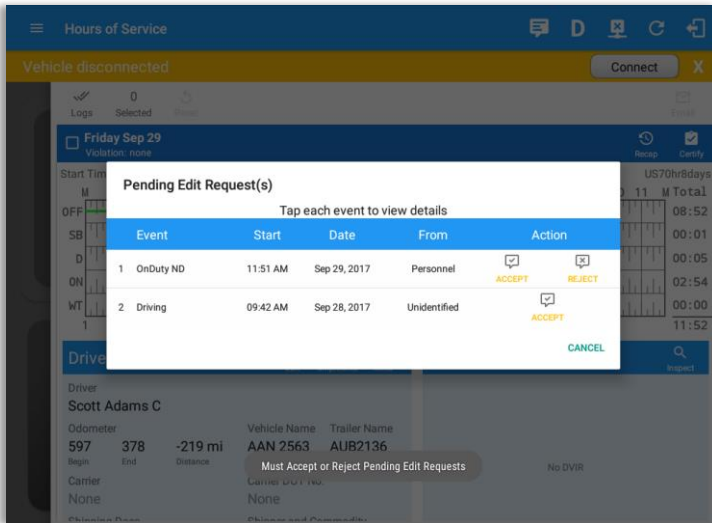 Hours of Service
D
Vehicle disconnected
Connect
X
Logs
0
Selected
Email
Friday Sep 29
Violation: none
Recap
Certify
Start Tim
US70hr8days
M
11 M Total
OFF
08:52
SB
00:01
D
00:05
ON
02:54
WT
00:00
1
11:52
Pending Edit Request(s)
Tap each event to view details
Event Start Date From Action
1 OnDuty ND 11:51 AM Sep 29, 2017 Personnel ACCEPT REJECT
2 Driving 09:42 AM Sep 28, 2017 Unidentified ACCEPT
CANCEL
Drive
Inspect
Driver
Scott Adams C
Odometer Vehicle Name Trailer Name
597 378 -219 mi AAN 2563 AUB2136
Begin End Distance
Must Accept or Reject Pending Edit Requests
No DVIR
Carrier Carrier DOT No.
None None